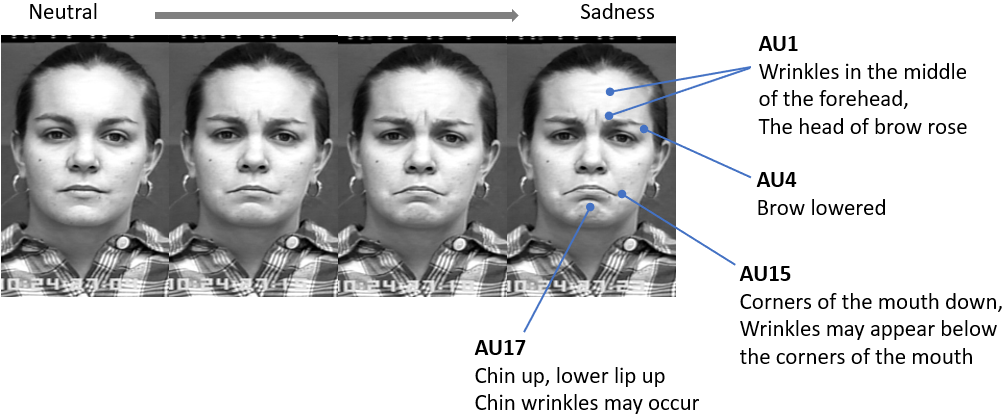 Neutral
Sadness
AU1
Wrinkles in the middle
of the forehead,
The head of brow rose
AU4
Brow lowered
AU15
Corners of the mouth down,
Wrinkles may appear below
the corners of the mouth
AU17
Chin up, lower lip up
Chin wrinkles may occur